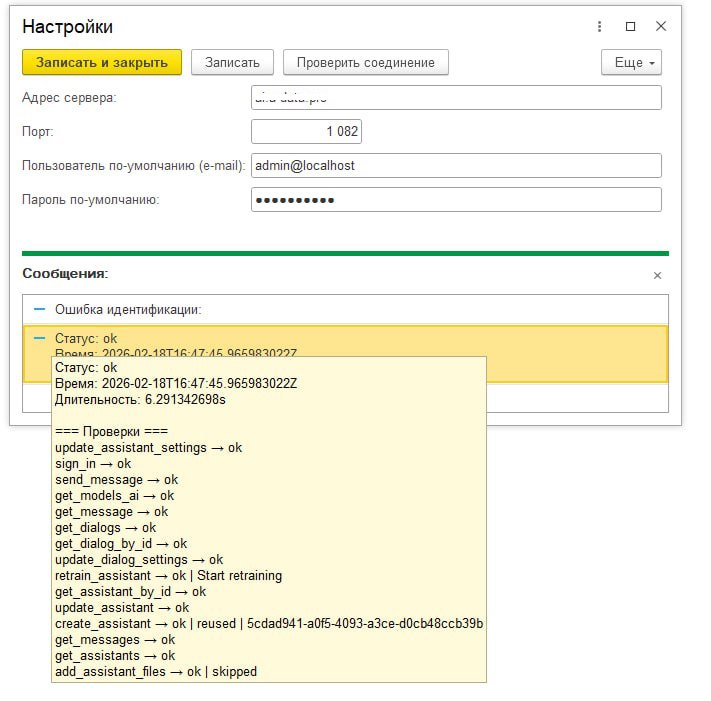 Настройки
Записать и закрыть
Записать
Проверить соединение
Еще
Адрес сервера:
Порт:
1 082
Пользователь по-умолчанию (e-mail):
admin@localhost
Пароль по-умолчанию:
Сообщения:
Ошибка идентификации:
Статус: ok
Время: 2026-02-18T16:47:45.965983022Z
Статус: ok
Время: 2026-02-18T16:47:45.965983022Z
Длительность: 6.291342698s
=== Проверки ===
update_assistant_settings → ok
sign_in → ok
send_message → ok
get_models_ai → ok
get_message → ok
get_dialogs → ok
get_dialog_by_id → ok
update_dialog_settings → ok
retrain_assistant → ok | Start retraining
get_assistant_by_id → ok
update_assistant → ok
create_assistant → ok | reused | 5cdad941-a0f5-4093-a3ce-d0cb48ccb39b
get_messages → ok
get_assistants → ok
add_assistant_files → ok | skipped